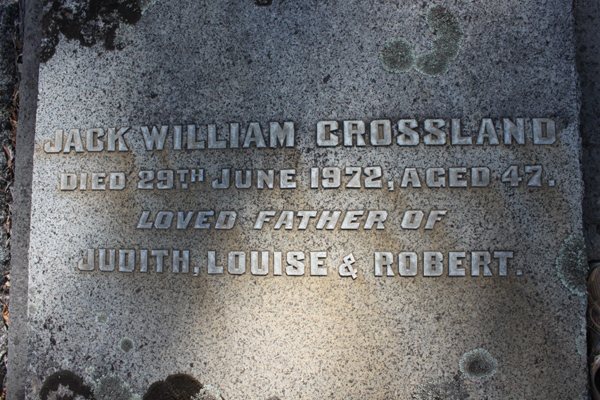 JACK WILLIAM CROSSLAND
DIED 29TH JUNE 1972, AGED 47.
LOVED FATHER OF
JUDITH, LOUISE & ROBERT.